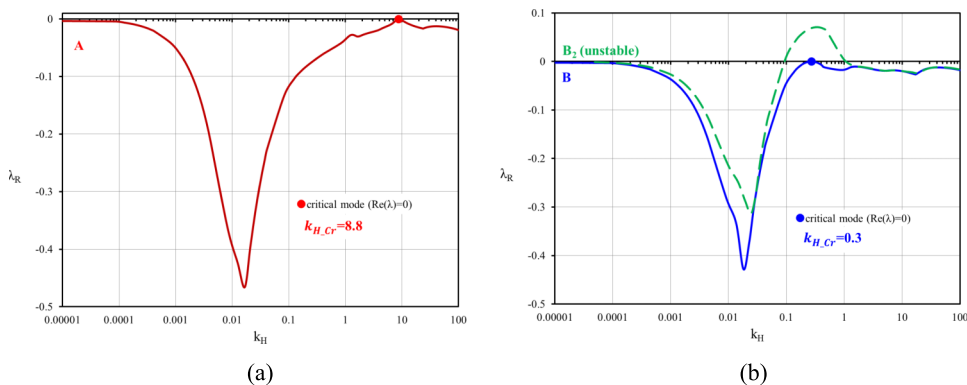 0
A
-0.1
-0.2
-0.3
λR
critical mode (Re(λ)=0)
kH_Cr=8.8
-0.4
-0.5
0.00001 0.0001 0.001 0.01 0.1 1 10 100
kH
(a)
0.1
B2 (unstable)
0
B
-0.1
-0.2
λR
-0.3
critical mode (Re(λ)=0)
kH_Cr=0.3
-0.4
-0.5
0.00001 0.0001 0.001 0.01 0.1 1 10 100
kH
(b)